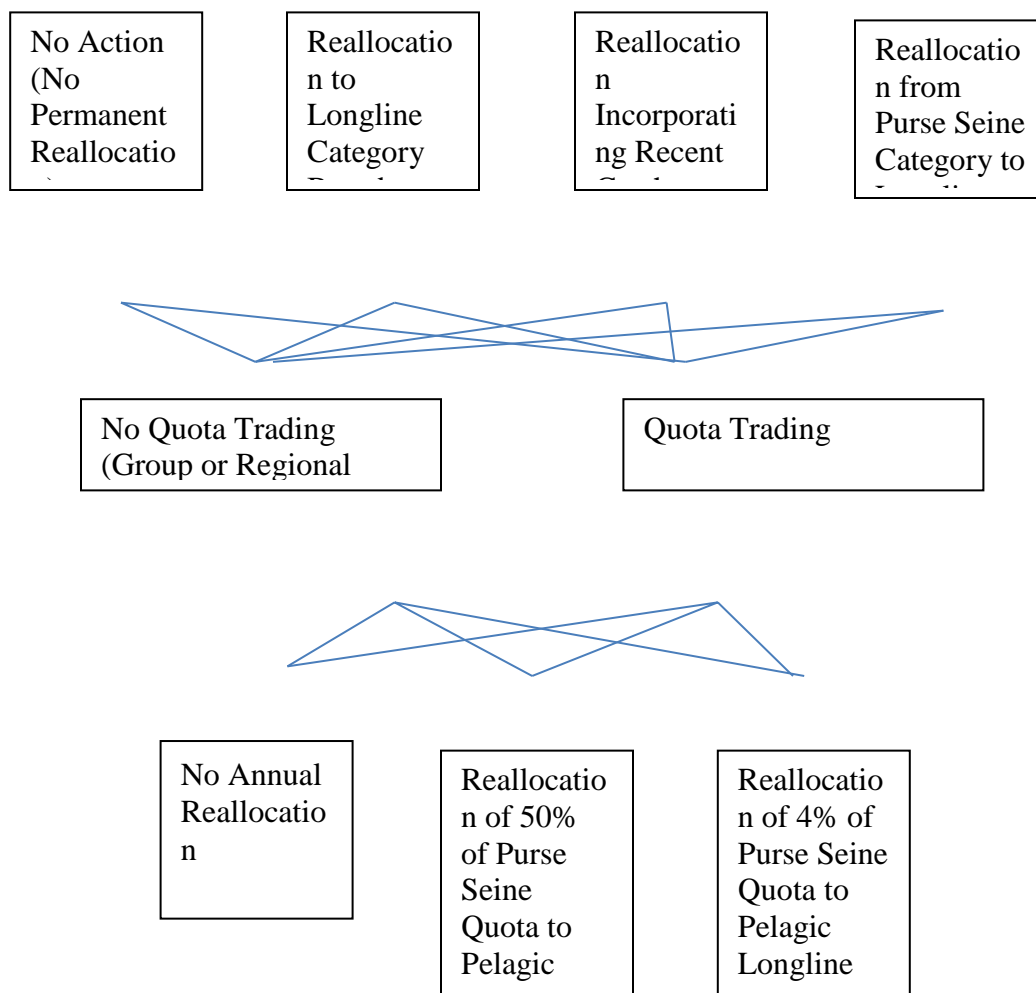 No Action
(No
Permanent
Reallocatio
Reallocatio
n to
Longline
Category
Reallocatio
n
Incorporati
ng Recent
Reallocatio
n from
Purse Seine
Category to
No Quota Trading
(Group or Regional
Quota Trading
No Annual
Reallocatio
n
Reallocatio
n of 50%
of Purse
Seine
Quota to
Pelagic
Reallocatio
n of 4% of
Purse Seine
Quota to
Pelagic
Longline